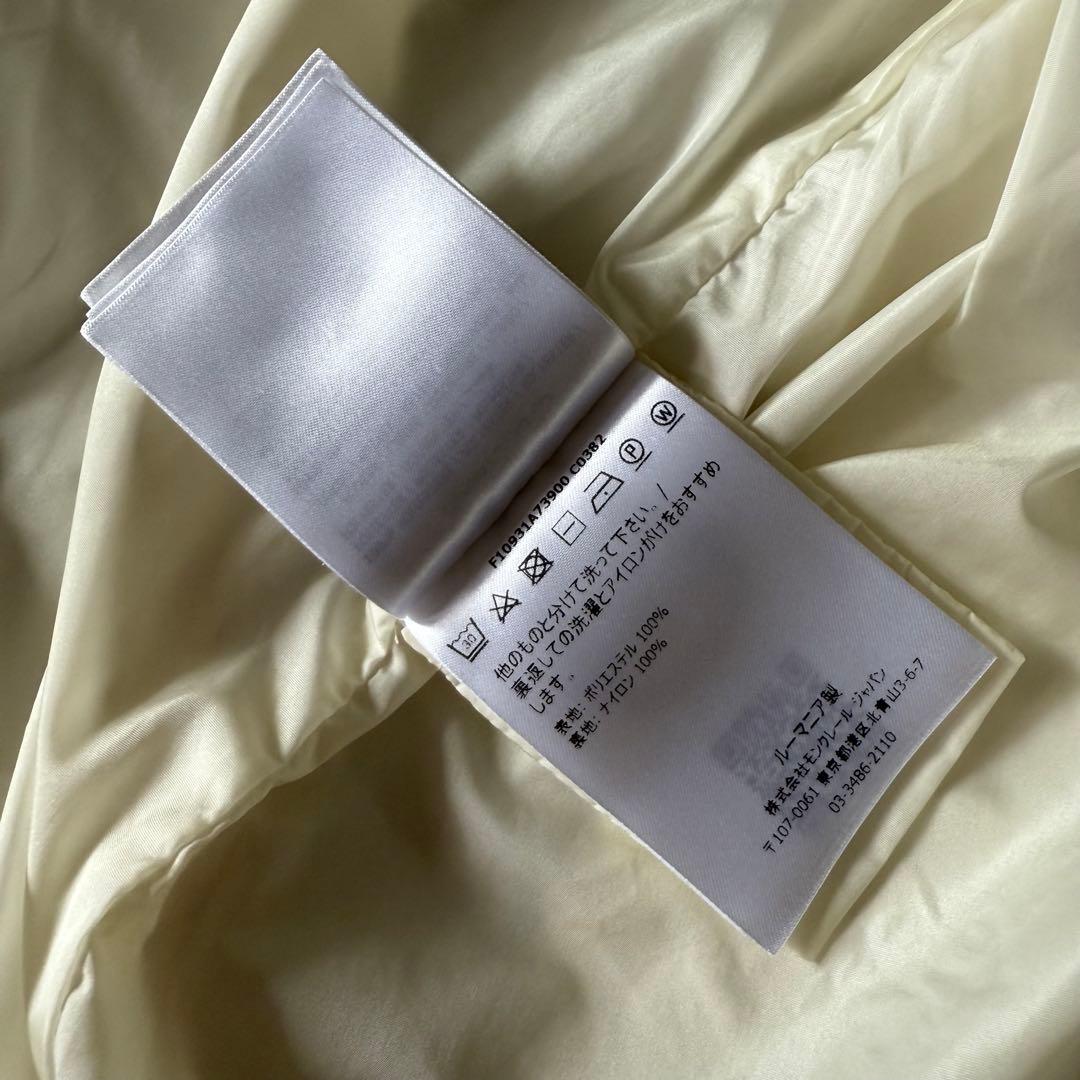 F10931A73900 C0382
30 P W
他のものと分けて洗って下さい。/
裏返しての洗濯とアイロンがけをおすすめ
します。
表地: ポリエステル 100%
裏地: ナイロン 100%
ルーマニア製
株式会社モンクレール・ジャパン
〒107-0061 東京都港区北青山3-6-7
03-3486-2110